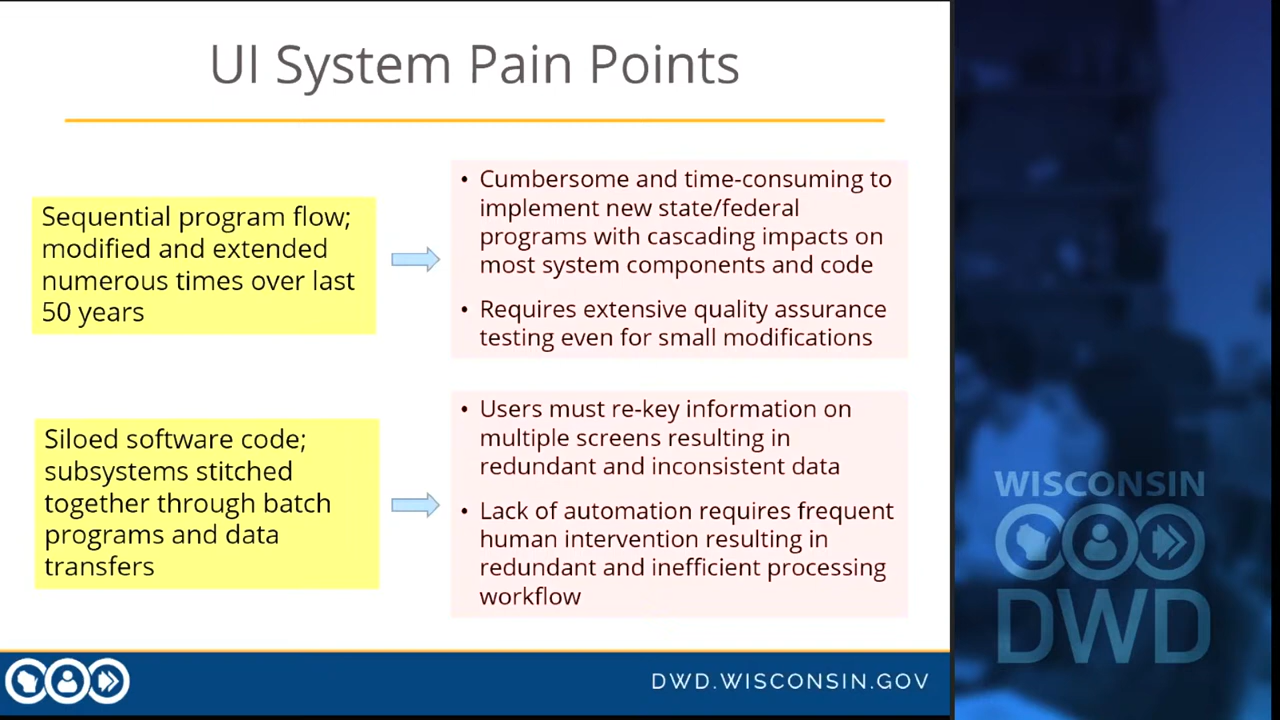 UI System Pain Points
Sequential program flow;
modified and extended
numerous times over last
50 years
• Cumbersome and time-consuming to
implement new state/federal
programs with cascading impacts on
most system components and code
• Requires extensive quality assurance
testing even for small modifications
Siloed software code;
subsystems stitched
together through batch
programs and data
transfers
• Users must re-key information on
multiple screens resulting in
redundant and inconsistent data
• Lack of automation requires frequent
human intervention resulting in
redundant and inefficient processing
workflow
DWD.WISCONSIN.GOV
WISCONSIN
DWD